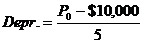 Depr. = P₀ − $10,000 / 5